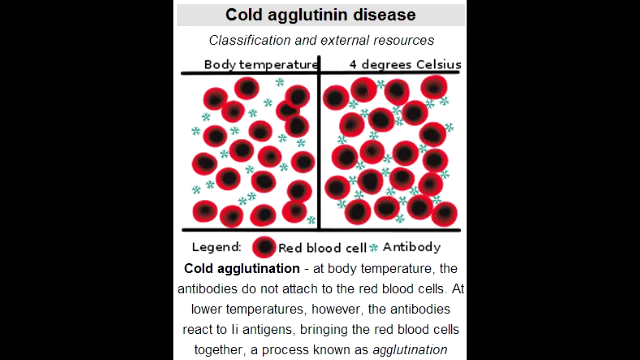 Cold agglutinin disease
Classification and external resources
Body temperature 4 degrees Celsius
Legend: Red blood cell Antibody
Cold agglutination - at body temperature, the
antibodies do not attach to the red blood cells. At
lower temperatures, however, the antibodies
react to Ii antigens, bringing the red blood cells
together, a process known as agglutination